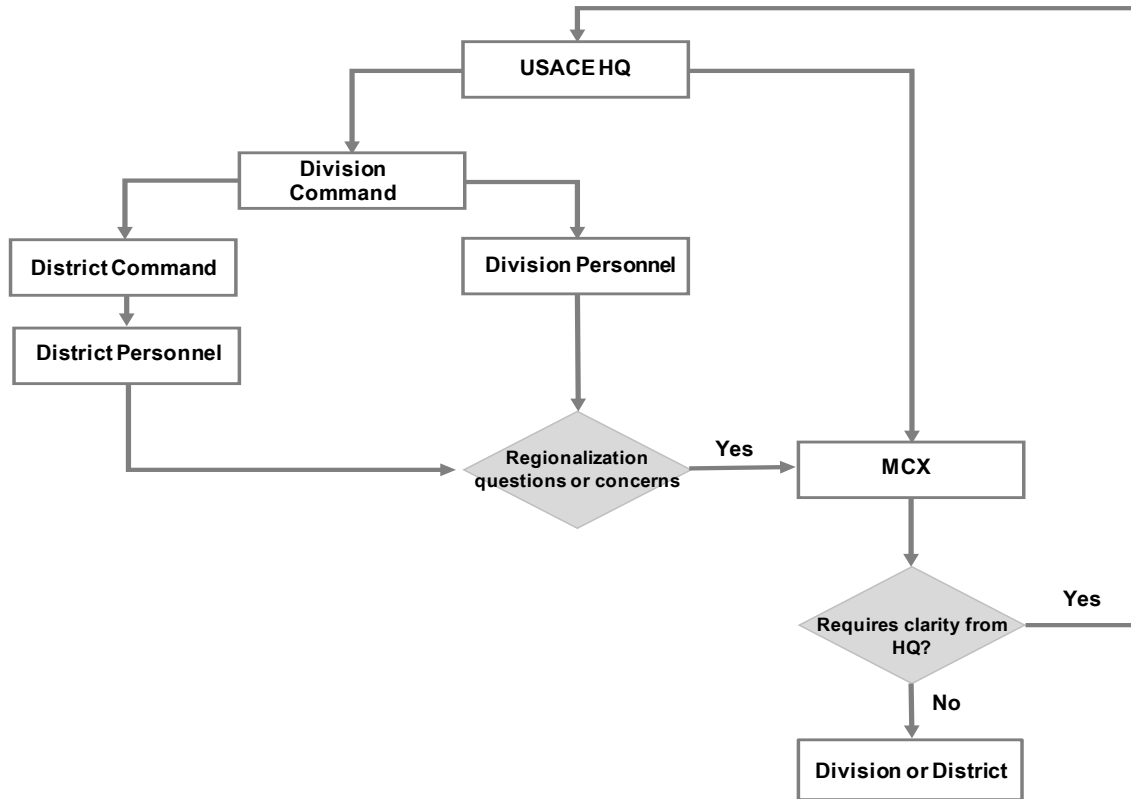 USACE HQ
Division
Command
District Command
Division Personnel
District Personnel
Regionalization
questions or concerns
Yes
MCX
Requires clarity from
HQ?
Yes
No
Division or District